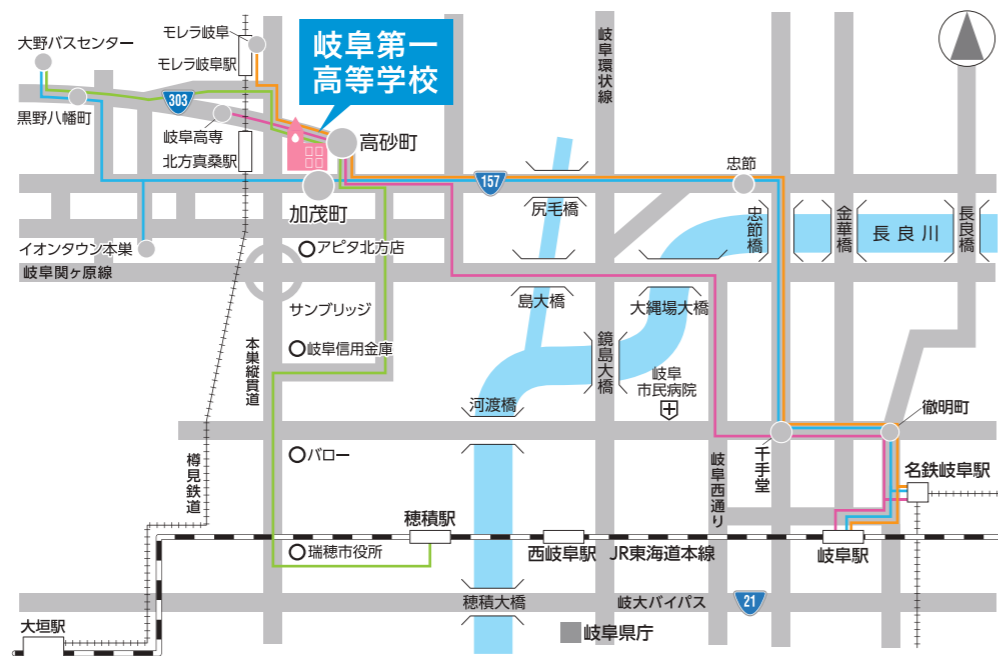 大野バスセンター
モレラ岐阜
モレラ岐阜駅
岐阜第一
高等学校
岐阜環状線
303
黒野八幡町
岐阜高専
北方真桑駅
高砂町
忠節
157
加茂町
尻毛橋
忠節橋
金華橋
長良川
長良橋
イオンタウン本巣
アピタ北方店
岐阜関ヶ原線
サンブリッジ
島大橋
大縄場大橋
本巣縦貫道
岐阜信用金庫
鏡島大橋
岐阜
市民病院
河渡橋
徹明町
バロー
千手堂
樽見鉄道
岐阜西通り
名鉄岐阜駅
穂積駅
瑞穂市役所
西岐阜駅
JR東海道本線
岐阜駅
穂積大橋
岐大バイパス
21
大垣駅
岐阜県庁